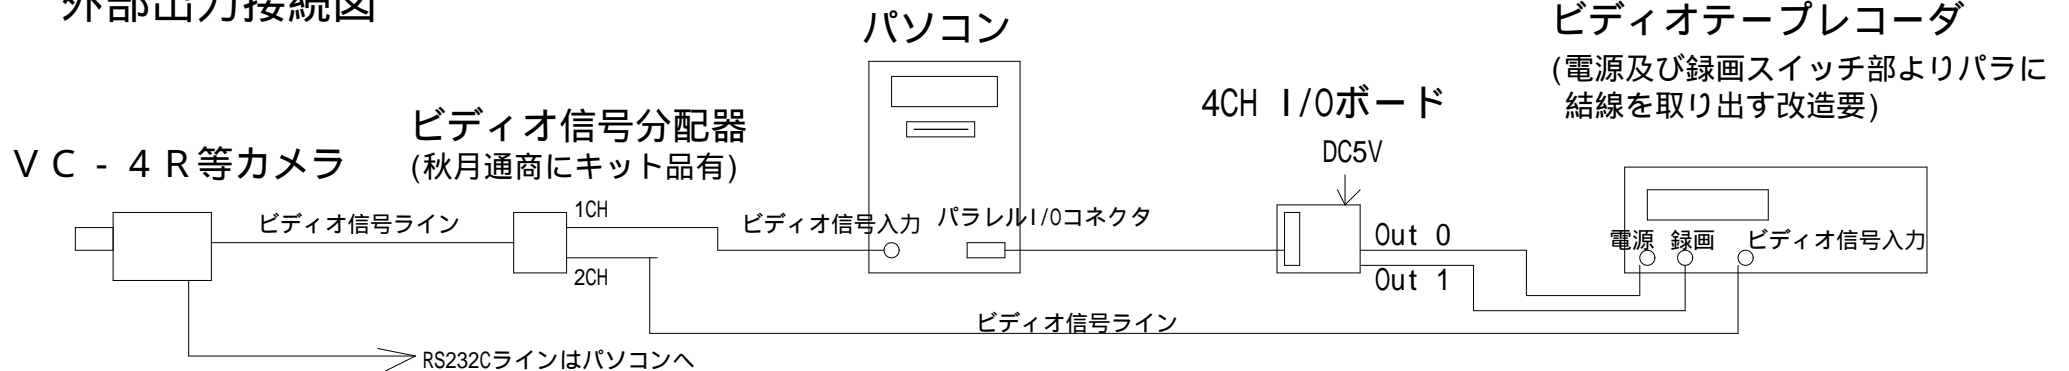 外部出力接続図
パソコン
ビディオテープレコーダ
(電源及び録画スイッチ部よりパラに
結線を取り出す改造要)
4CH I/Oボード
ビディオ信号分配器
(秋月通商にキット品有)
ＶＣ‐４Ｒ等カメラ
DC5V
ビディオ信号ライン
1CH
2CH
ビディオ信号入力
パラレルI/Oコネクタ
Out 0
Out 1
電源 録画 ビディオ信号入力
ビディオ信号ライン
RS232Cラインはパソコンへ